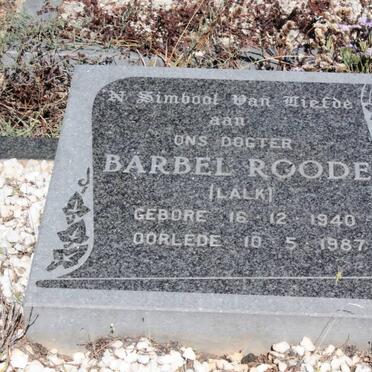 'N Simbool Van Liefde
aan
ONS DOGTER
BARBEL ROODE
(LALK)
GEBORE 16·12·1940
OORLEDE 10·5·1987